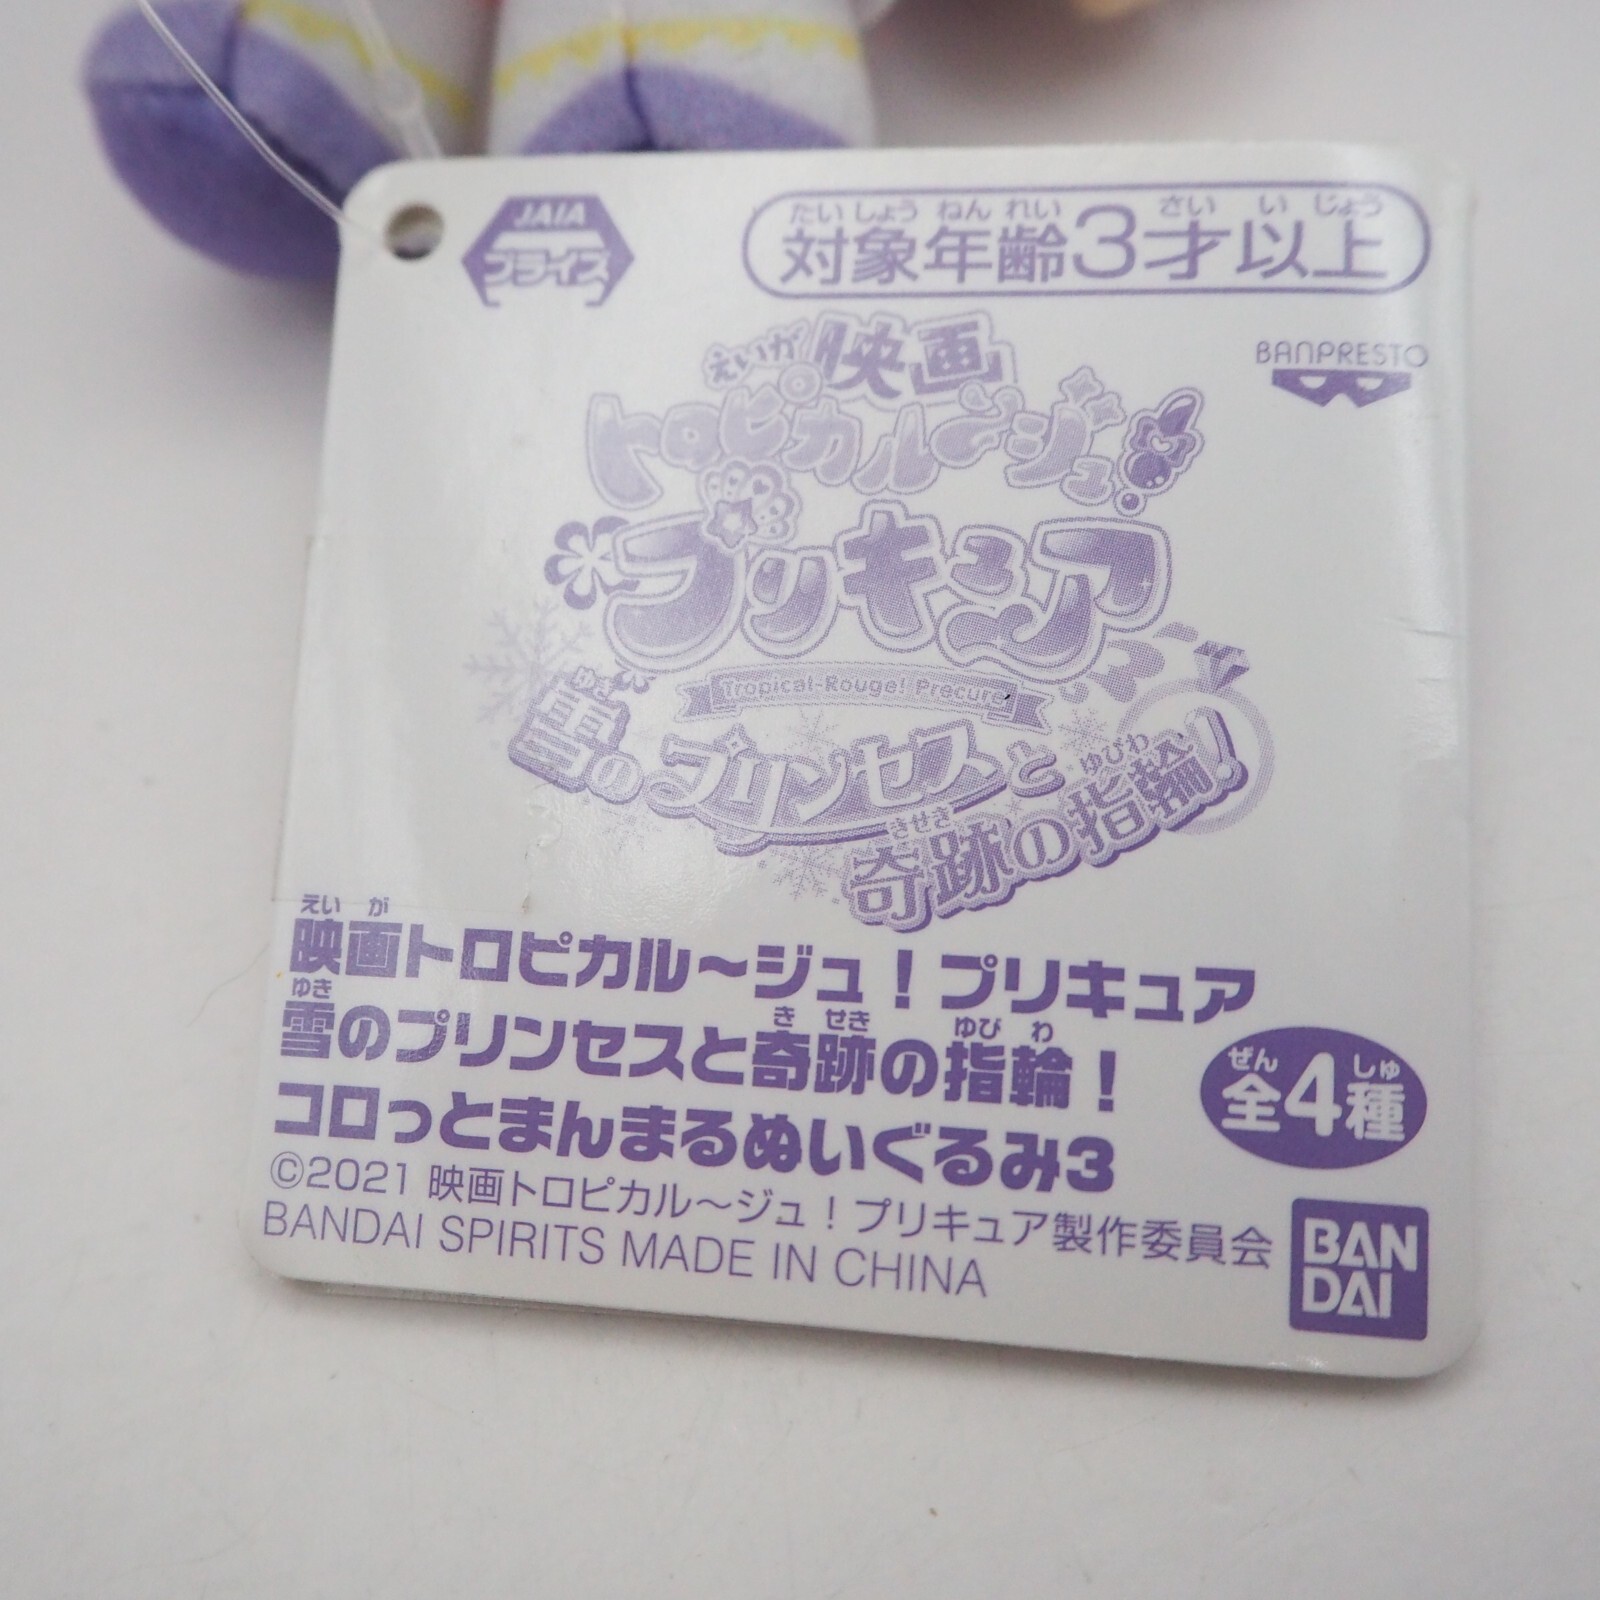 JAIA
プライズ
たいしょう ねんれい さい い じょう
対象年齢3才以上
BANPRESTO
えいが 映画
トロピカル〜ジュ!
プリキュア
Tropical-Rouge! Precure
ゆき
雪のプリンセスと
きせき ゆびわ
奇跡の指輪!
えい が
映画トロピカル〜ジュ!プリキュア
ゆき き せき ゆび わ
雪のプリンセスと奇跡の指輪!
コロっとまんまるぬいぐるみ3
ぜん しゅ
全4種
©2021 映画トロピカル〜ジュ!プリキュア製作委員会
BANDAI SPIRITS MADE IN CHINA
BAN
DAI